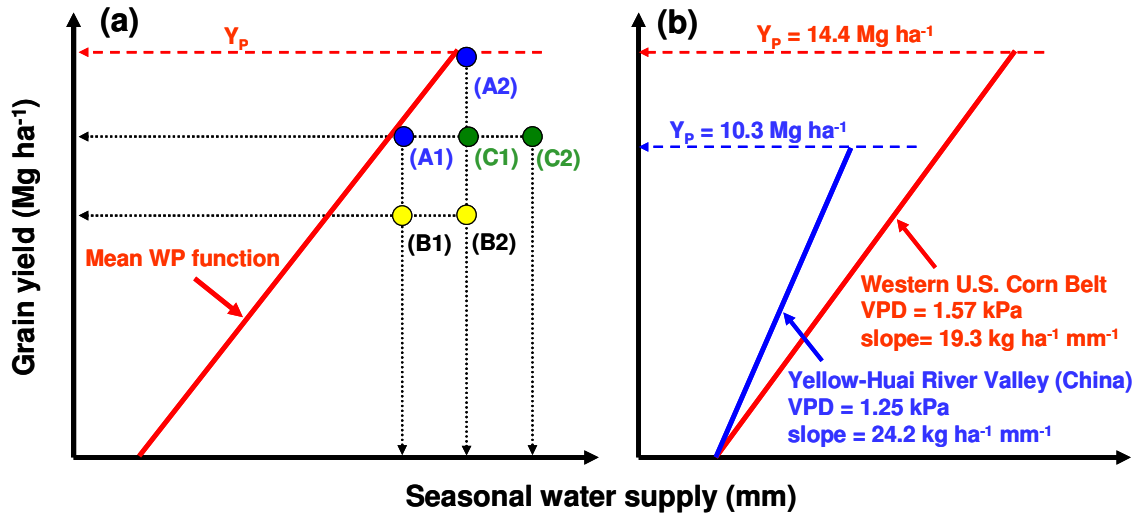 (a)
Y_P
(A2)
(A1)
(C1)
(C2)
(B1)
(B2)
Mean WP function
Grain yield (Mg ha⁻¹)
(b)
Y_P = 14.4 Mg ha⁻¹
Y_P = 10.3 Mg ha⁻¹
Western U.S. Corn Belt
VPD = 1.57 kPa
slope= 19.3 kg ha⁻¹ mm⁻¹
Yellow-Huai River Valley (China)
VPD = 1.25 kPa
slope = 24.2 kg ha⁻¹ mm⁻¹
Seasonal water supply (mm)